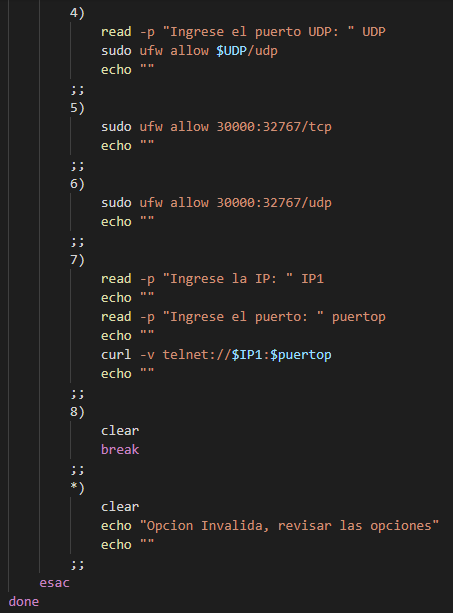 4)
read -p "Ingrese el puerto UDP: " UDP
sudo ufw allow $UDP/udp
echo ""
;;
5)
sudo ufw allow 30000:32767/tcp
echo ""
;;
6)
sudo ufw allow 30000:32767/udp
echo ""
;;
7)
read -p "Ingrese la IP: " IP1
echo ""
read -p "Ingrese el puerto: " puertop
echo ""
curl -v telnet://$IP1:$puertop
echo ""
;;
8)
clear
break
;;
*)
clear
echo "Opcion Invalida, revisar las opciones"
echo ""
;;
esac
done